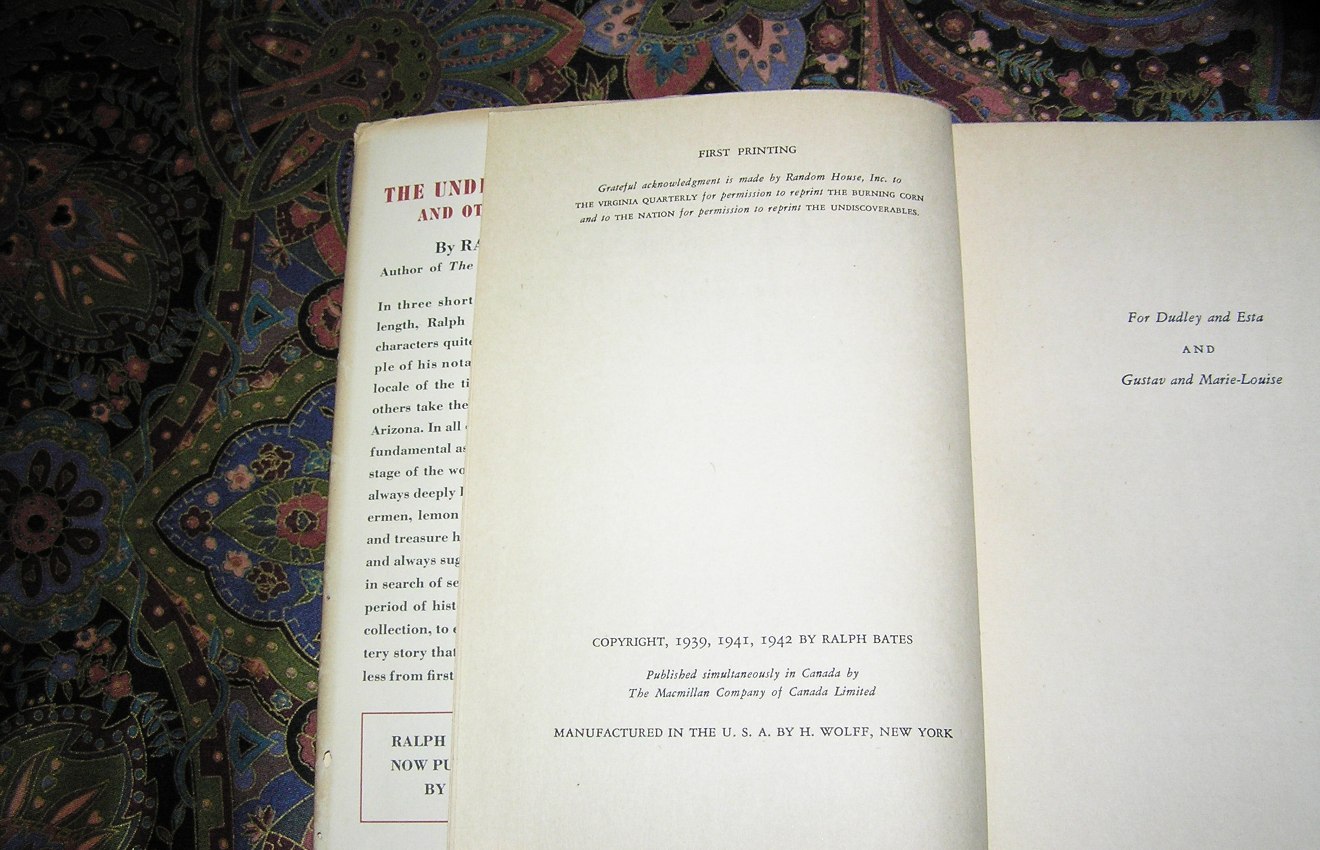 THE UND
AND OT
By RA
Author of The
In three short
length, Ralph
characters quite
ple of his nota
locale of the ti
others take the
Arizona. In all
fundamental as
stage of the wo
always deeply
ermen, lemon
and treasure h
and always sug
in search of se
period of hist
collection, to
tery story that
less from first
RALPH
NOW PU
BY
FIRST PRINTING
Grateful acknowledgment is made by Random House, Inc. to
THE VIRGINIA QUARTERLY for permission to reprint THE BURNING CORN
and to THE NATION for permission to reprint THE UNDISCOVERABLES.
COPYRIGHT, 1939, 1941, 1942 BY RALPH BATES
Published simultaneously in Canada by
The Macmillan Company of Canada Limited
MANUFACTURED IN THE U. S. A. BY H. WOLFF, NEW YORK
For Dudley and Esta
AND
Gustav and Marie-Louise